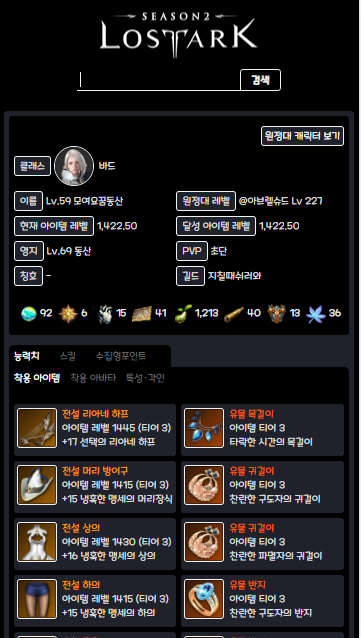 SEASON2
LOSTARK
검색
원정대 캐릭터 보기
클래스 바드
이름 Lv.59 모여요꿈동산
원정대 레벨 @아브렐슈드 Lv 227
현재 아이템 레벨 1,422.50
달성 아이템 레벨 1,422.50
영지 Lv.69 동산
PVP 초단
칭호 -
길드 지칠때쉬러와
92 6 15 41 1,213 40 13 36
능력치 스킬 수집형포인트
착용 아이템 착용 아바타 특성·각인
전설 리아네 하프
아이템 레벨 1445 (티어 3)
+17 선택의 리아네 하프
유물 목걸이
아이템 티어 3
타락한 시간의 목걸이
전설 머리 방어구
아이템 레벨 1415 (티어 3)
+15 냉혹한 맹세의 머리장식
유물 귀걸이
아이템 티어 3
찬란한 구도자의 귀걸이
전설 상의
아이템 레벨 1430 (티어 3)
+16 냉혹한 맹세의 상의
유물 귀걸이
아이템 티어 3
찬란한 파멸자의 귀걸이
전설 하의
아이템 레벨 1415 (티어 3)
+15 냉혹한 맹세의 하의
유물 반지
아이템 티어 3
찬란한 구도자의 반지